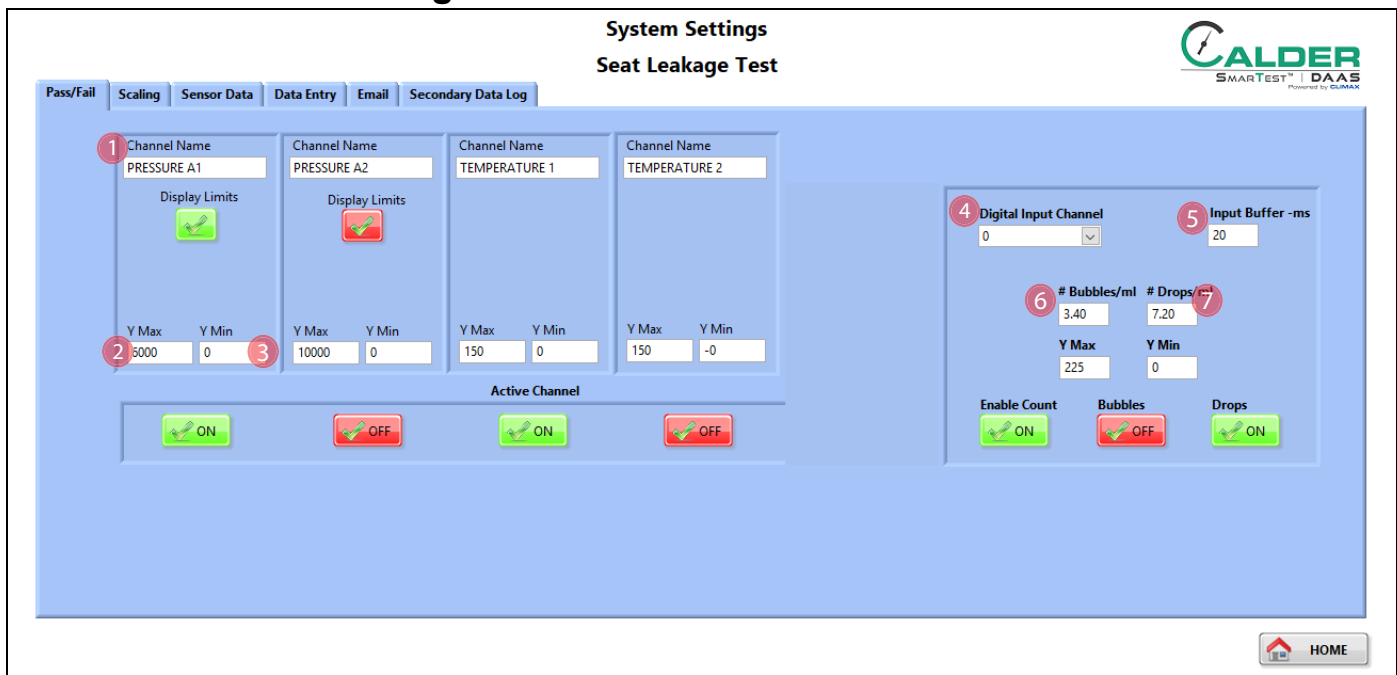 System Settings
Seat Leakage Test
CALDER
SMARTEST™ | DAAS
Powered by CLIMAX
Pass/Fail Scaling Sensor Data Data Entry Email Secondary Data Log
1 Channel Name Channel Name Channel Name Channel Name
PRESSURE A1 PRESSURE A2 TEMPERATURE 1 TEMPERATURE 2
Display Limits Display Limits
4 Digital Input Channel 5 Input Buffer -ms
0 20
6 # Bubbles/ml # Drops/ml 7
3.40 7.20
Y Max Y Min Y Max Y Min Y Max Y Min Y Max Y Min
2 6000 0 3 10000 0 150 0 150 -0
Y Max Y Min
225 0
Active Channel
ON OFF ON OFF
Enable Count Bubbles Drops
ON OFF ON
HOME